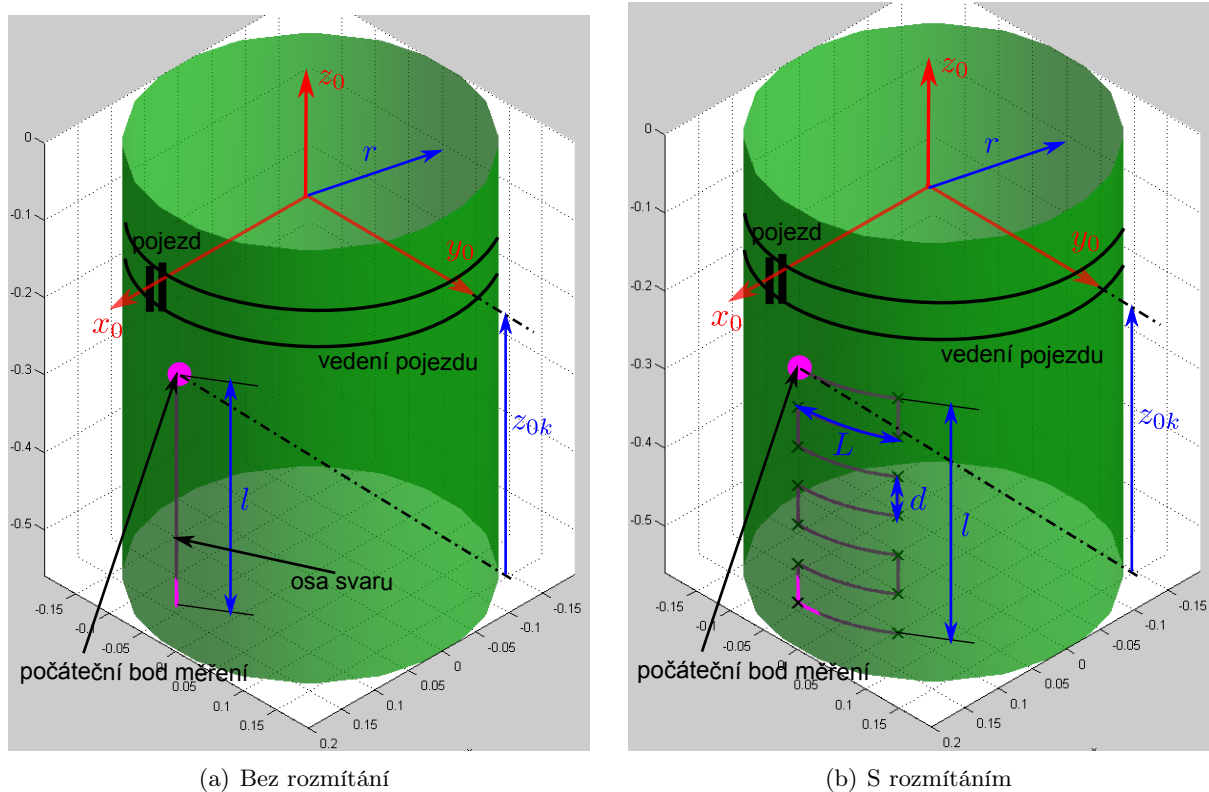 z0
r
0
-0.1
pojezd
y0
-0.2
x0
vedení pojezdu
-0.3
z0k
-0.4
l
-0.5
osa svaru
-0.15
-0.15
-0.1
-0.1
-0.05
-0.05
počáteční bod měření
0
0
0.05
0.05
0.1
0.1
0.15
0.15
0.2
(a) Bez rozmítání
z0
r
0
-0.1
pojezd
y0
-0.2
x0
vedení pojezdu
-0.3
z0k
L
-0.4
d
l
-0.5
-0.15
-0.15
-0.1
-0.1
-0.05
-0.05
počáteční bod měření
0
0
0.05
0.05
0.1
0.1
0.15
0.15
0.2
(b) S rozmítáním